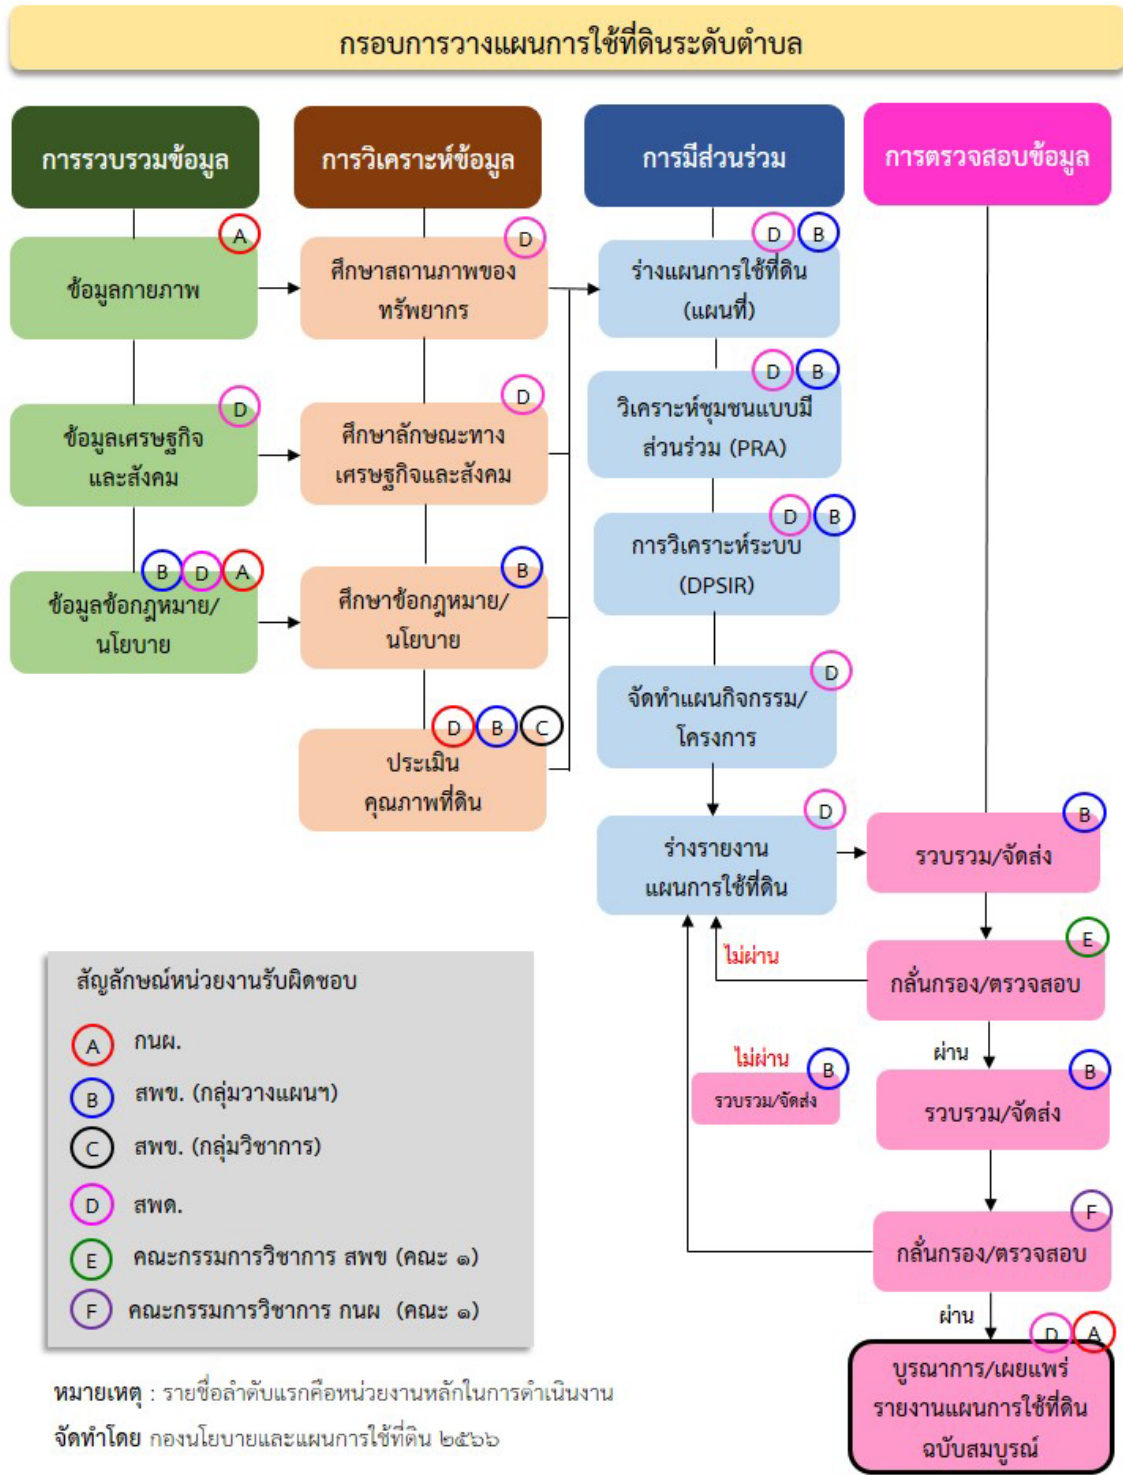 กรอบการวางแผนการใช้ที่ดินระดับตำบล
การรวบรวมข้อมูล
A
ข้อมูลกายภาพ
D
ข้อมูลเศรษฐกิจ
และสังคม
B D A
ข้อมูลข้อกฎหมาย/
นโยบาย
การวิเคราะห์ข้อมูล
D
ศึกษาสถานภาพของ
ทรัพยากร
D
ศึกษาลักษณะทาง
เศรษฐกิจและสังคม
B
ศึกษาข้อกฎหมาย/
นโยบาย
D B C
ประเมิน
คุณภาพที่ดิน
การมีส่วนร่วม
D B
ร่างแผนการใช้ที่ดิน
(แผนที่)
D B
วิเคราะห์ชุมชนแบบมี
ส่วนร่วม (PRA)
D B
การวิเคราะห์ระบบ
(DPSIR)
D
จัดทำแผนกิจกรรม/
โครงการ
D
ร่างรายงาน
แผนการใช้ที่ดิน
การตรวจสอบข้อมูล
B
รวบรวม/จัดส่ง
E
กลั่นกรอง/ตรวจสอบ
ไม่ผ่าน
ผ่าน
B
รวบรวม/จัดส่ง
ไม่ผ่าน
B
รวบรวม/จัดส่ง
F
กลั่นกรอง/ตรวจสอบ
ผ่าน
D A
บูรณาการ/เผยแพร่
รายงานแผนการใช้ที่ดิน
ฉบับสมบูรณ์
สัญลักษณ์หน่วยงานรับผิดชอบ
A กนผ.
B สพข. (กลุ่มวางแผนฯ)
C สพข. (กลุ่มวิชาการ)
D สพด.
E คณะกรรมการวิชาการ สพข (คณะ ๑)
F คณะกรรมการวิชาการ กนผ (คณะ ๑)
หมายเหตุ : รายชื่อลำดับแรกคือหน่วยงานหลักในการดำเนินงาน
จัดทำโดย กองนโยบายและแผนการใช้ที่ดิน ๒๕๖๖